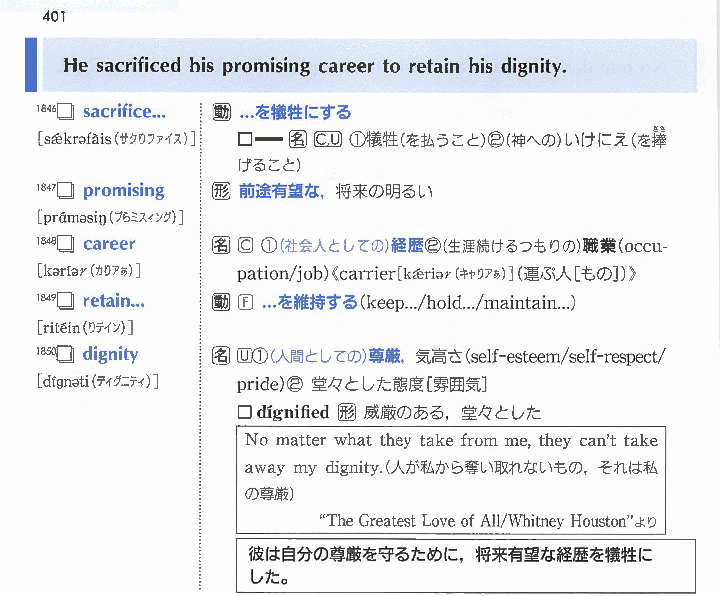 401
He sacrificed his promising career to retain his dignity.
1846□ sacrifice... 動 …を犠牲にする
[sǽkrəfàis(サクりファイス)] □━ 名 C,U ①犠牲(を払うこと)②(神への)いけにえ(を捧ささ
げること)
1847□ promising 形 前途有望な，将来の明るい
[prɑ́məsiŋ(プらミスィング)]
1848□ career 名 C ①(社会人としての)経歴②(生涯続けるつもりの)職業(occu-
[kəríər(カりアぁ)] pation/job)《carrier[kǽriər(キャりアぁ)](運ぶ人[もの])》
1849□ retain... 動 F …を維持する(keep.../hold.../maintain...)
[ritéin(りテイン)]
1850□ dignity 名 U①(人間としての)尊厳，気高さ(self-esteem/self-respect/
[dígnəti(ディグニティ)] pride)② 堂々とした態度[雰囲気]
□ dígnified 形 威厳のある，堂々とした
No matter what they take from me, they can't take
away my dignity.(人が私から奪い取れないもの，それは私
の尊厳)
"The Greatest Love of All/Whitney Houston"より
彼は自分の尊厳を守るために，将来有望な経歴を犠牲に
した。